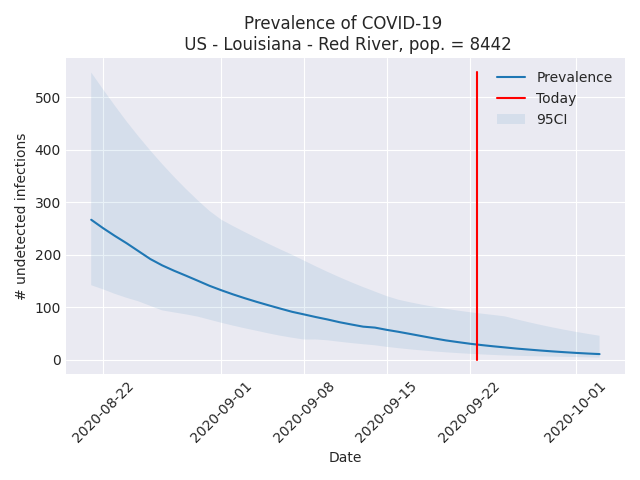 Prevalence of COVID-19
US - Louisiana - Red River, pop. = 8442
Prevalence
Today
95CI
# undetected infections
500
400
300
200
100
0
2020-08-22
2020-09-01
2020-09-08
2020-09-15
2020-09-22
2020-10-01
Date